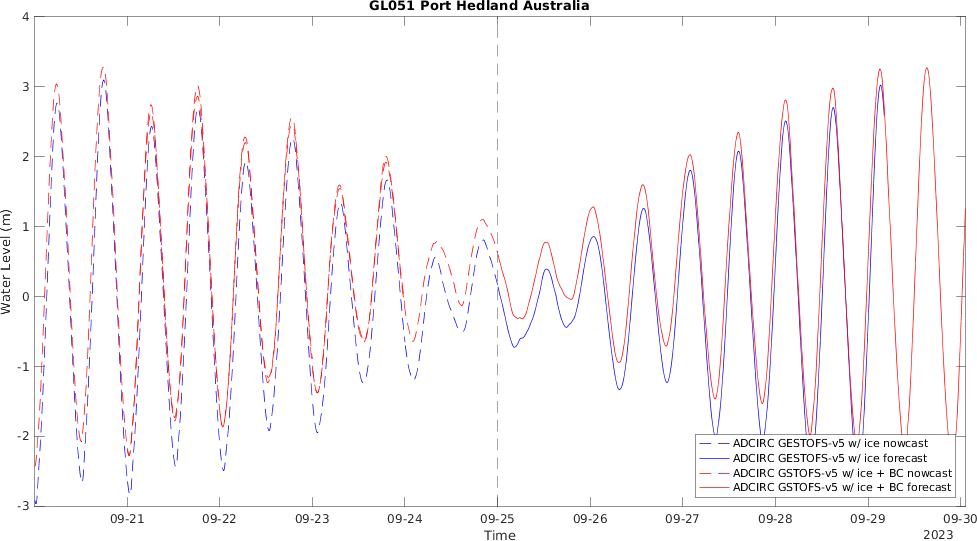 GL051 Port Hedland Australia
4
3
2
1
0
-1
-2
-3
Water Level (m)
ADCIRC GESTOFS-v5 w/ ice nowcast
ADCIRC GESTOFS-v5 w/ ice forecast
ADCIRC GSTOFS-v5 w/ ice + BC nowcast
ADCIRC GSTOFS-v5 w/ ice + BC forecast
09-21 09-22 09-23 09-24 09-25 09-26 09-27 09-28 09-29 09-30
Time
2023